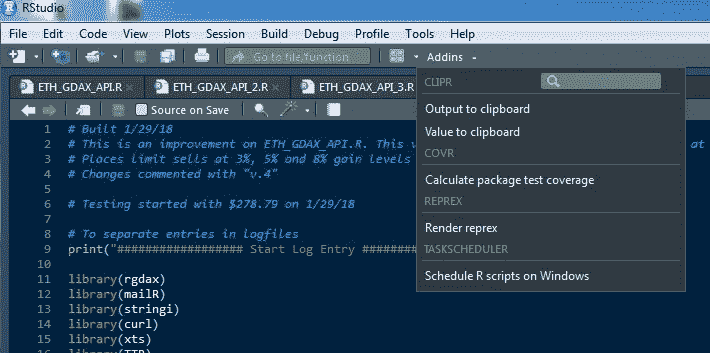 RStudio
File Edit Code View Plots Session Build Debug Profile Tools Help
Go to file/function Addins
ETH_GDAX_API.R ETH_GDAX_API_2.R ETH_GDAX_API_3.R
Source on Save
CLIPR
Output to clipboard
Value to clipboard
COVR
Calculate package test coverage
REPREX
Render reprex
TASKSCHEDULER
Schedule R scripts on Windows
1 # Built 1/29/18
2 # This is an improvement on ETH_GDAX_API.R. This v at
3 # Places limit sells at 3%, 5% and 8% gain levels
4 # Changes commented with "v.4"
5
6 # Testing started with $278.79 on 1/29/18
7
8 # To separate entries in logfiles
9 print("################## Start Log Entry ########
10
11 library(rgdax)
12 library(mailR)
13 library(stringi)
14 library(curl)
15 library(xts)
16 library(TTR)